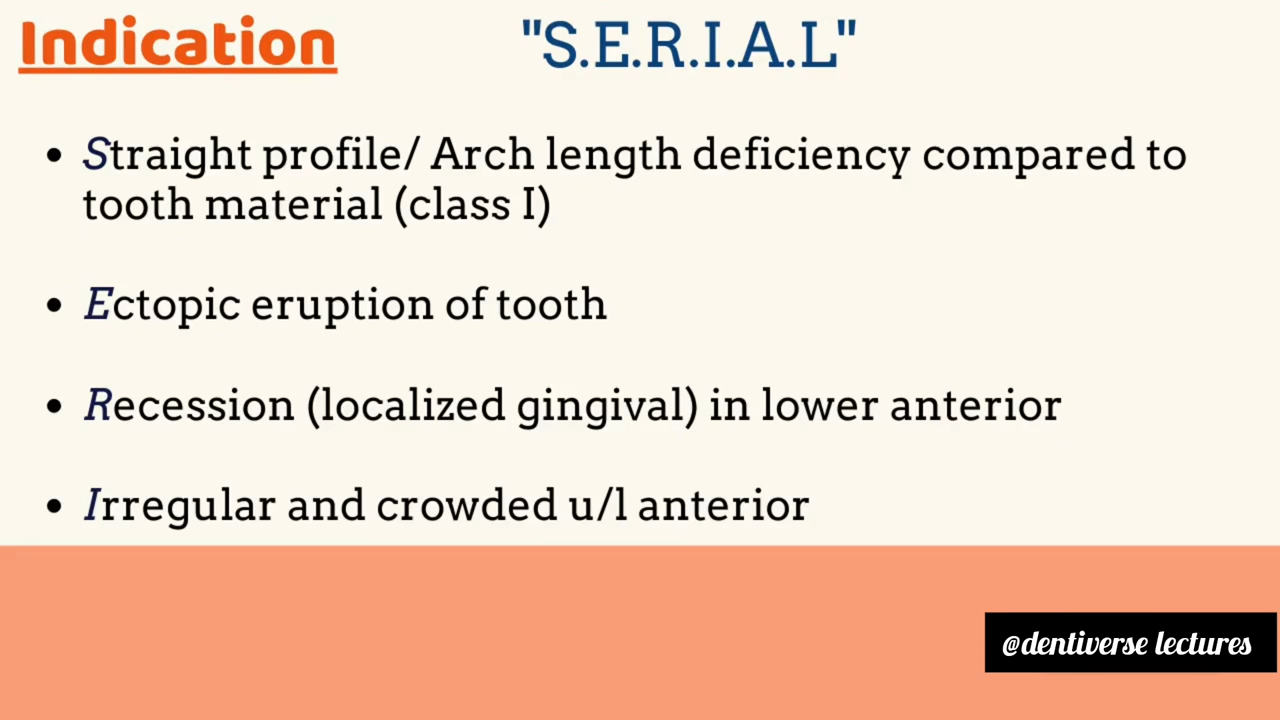 Indication
"S.E.R.I.A.L"
• Straight profile/ Arch length deficiency compared to
tooth material (class I)
• Ectopic eruption of tooth
• Recession (localized gingival) in lower anterior
• Irregular and crowded u/l anterior
@dentiverse lectures